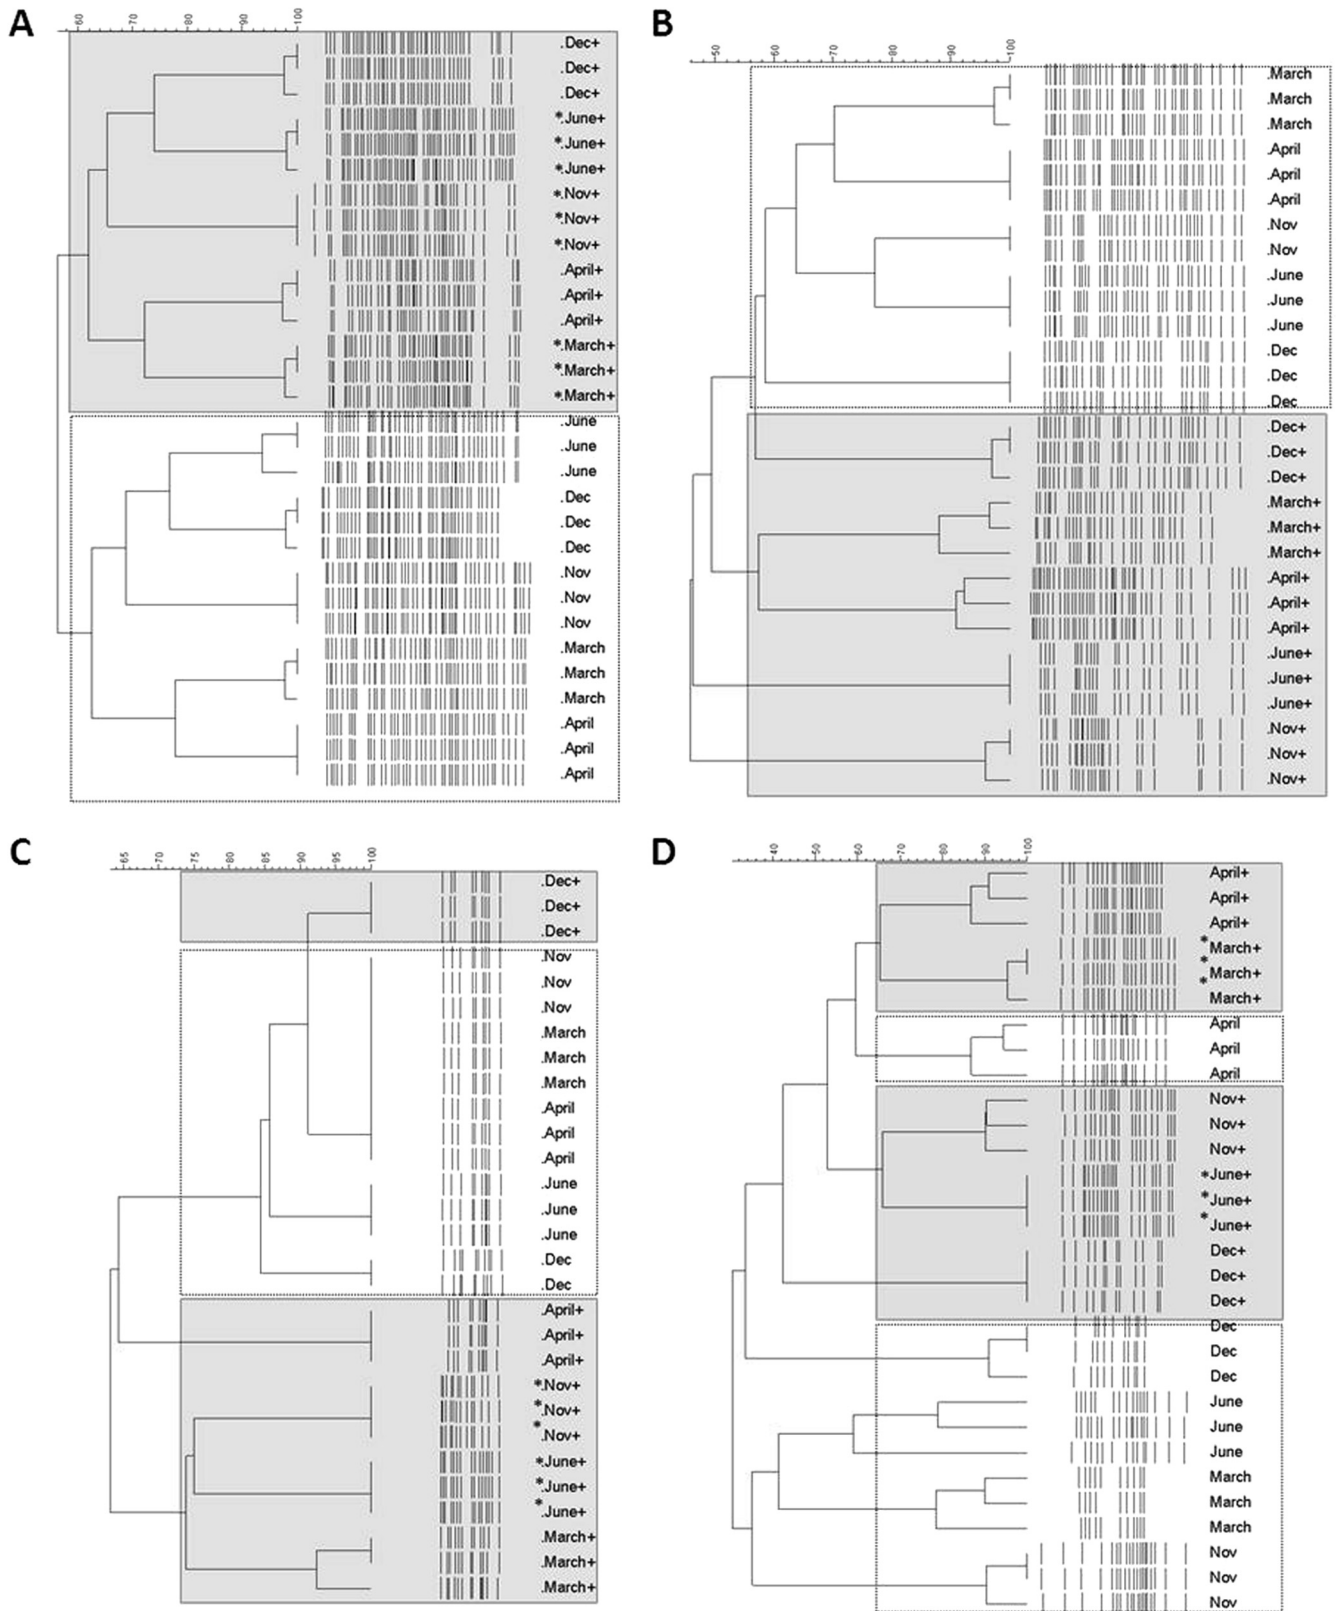 A
-60 -70 -80 -90 -100
.Dec+
.Dec+
.Dec+
*.June+
*.June+
*.June+
*.Nov+
*.Nov+
*.Nov+
.April+
.April+
.April+
*.March+
*.March+
*.March+
.June
.June
.June
.Dec
.Dec
.Dec
.Nov
.Nov
.Nov
.March
.March
.March
.April
.April
.April
B
-50 -60 -70 -80 -90 -100
.March
.March
.March
.April
.April
.April
.Nov
.Nov
.June
.June
.June
.Dec
.Dec
.Dec
.Dec+
.Dec+
.Dec+
.March+
.March+
.March+
.April+
.April+
.April+
.June+
.June+
.June+
.Nov+
.Nov+
.Nov+
C
-65 -70 -75 -80 -85 -90 -95 -100
.Dec+
.Dec+
.Dec+
.Nov
.Nov
.Nov
.March
.March
.March
.April
.April
.April
.June
.June
.June
.Dec
.Dec
.April+
.April+
.April+
*.Nov+
*.Nov+
*.Nov+
*.June+
*.June+
*.June+
.March+
.March+
.March+
D
-40 -50 -60 -70 -80 -90 -100
April+
April+
April+
*March+
*March+
*March+
April
April
April
Nov+
Nov+
Nov+
*June+
*June+
*June+
Dec+
Dec+
Dec+
Dec
Dec
Dec
June
June
June
March
March
March
Nov
Nov
Nov